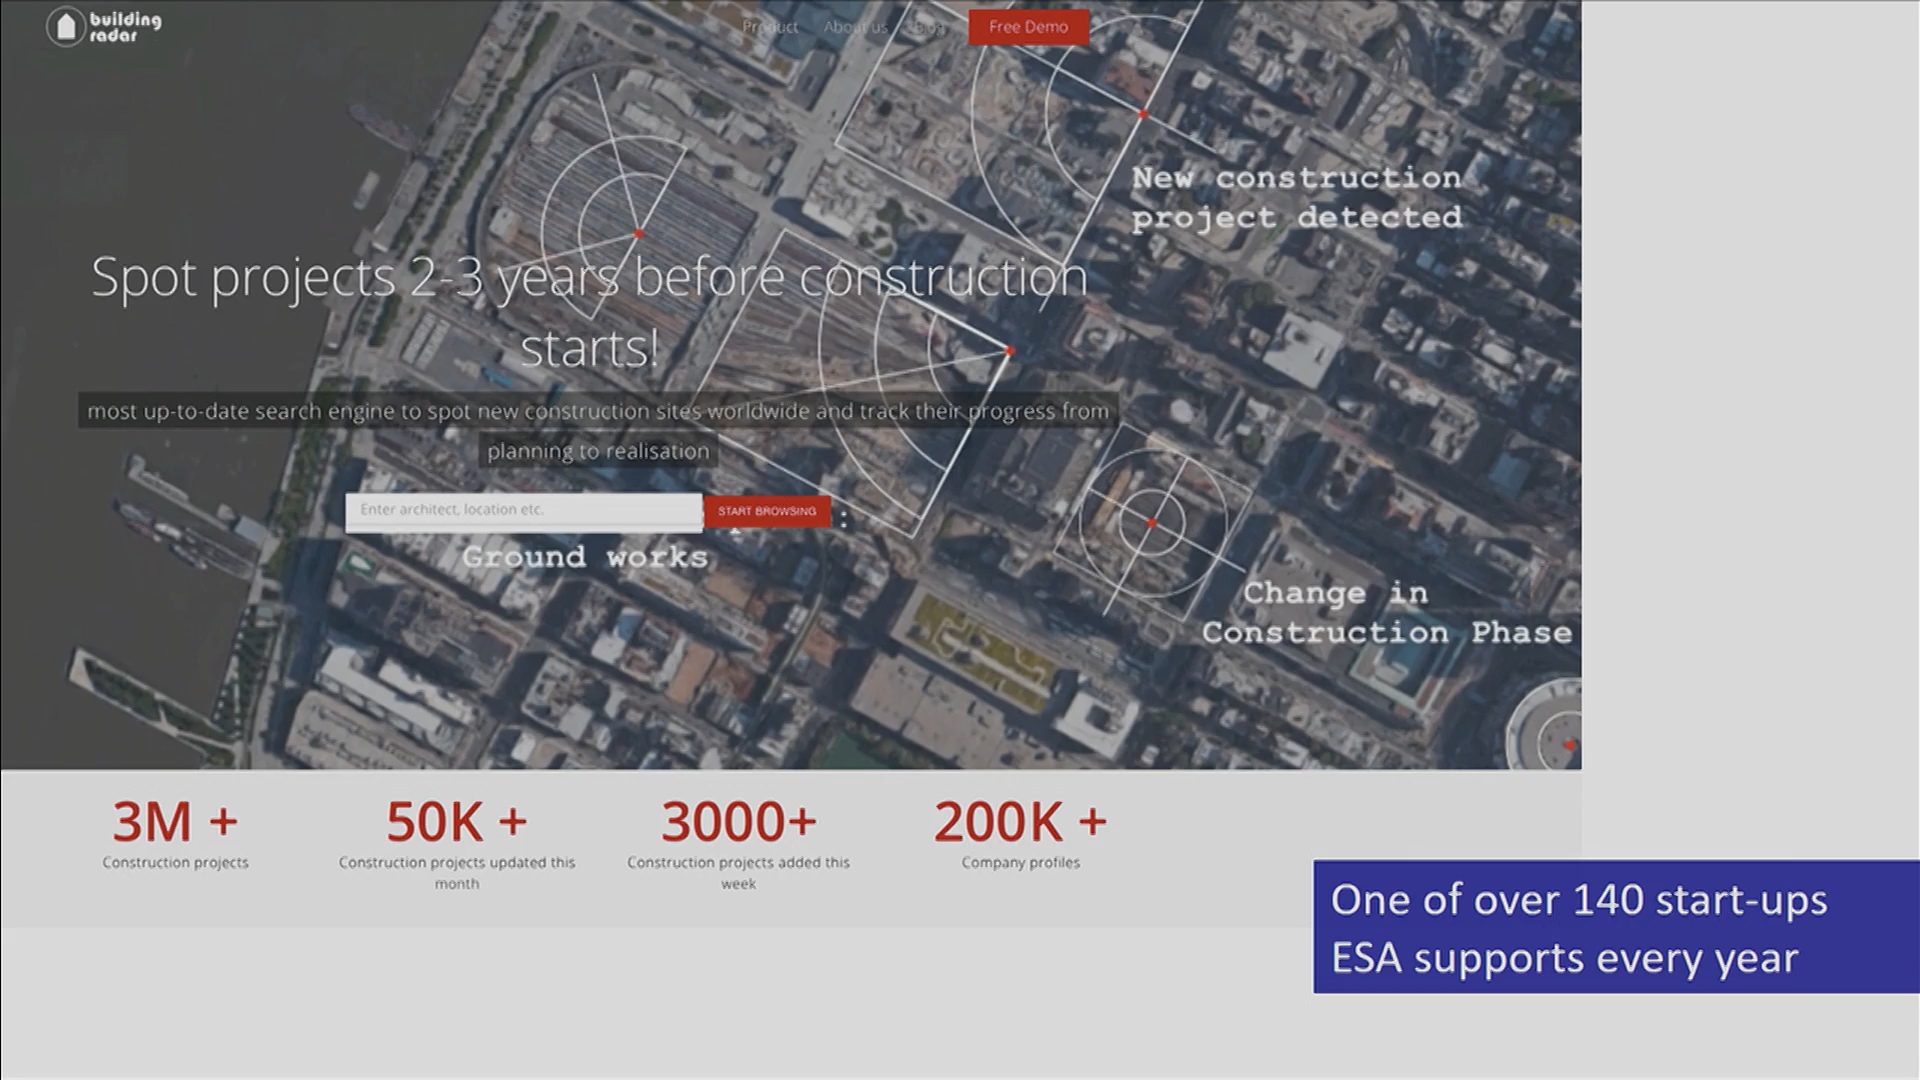 building
radar
Product About us Blog Free Demo
New construction
project detected
Spot projects 2-3 years before construction
starts!
most up-to-date search engine to spot new construction sites worldwide and track their progress from
planning to realisation
Enter architect, location etc.
START BROWSING
Ground works
Change in
Construction Phase
3M +
Construction projects
50K +
Construction projects updated this
month
3000+
Construction projects added this
week
200K +
Company profiles
One of over 140 start-ups
ESA supports every year